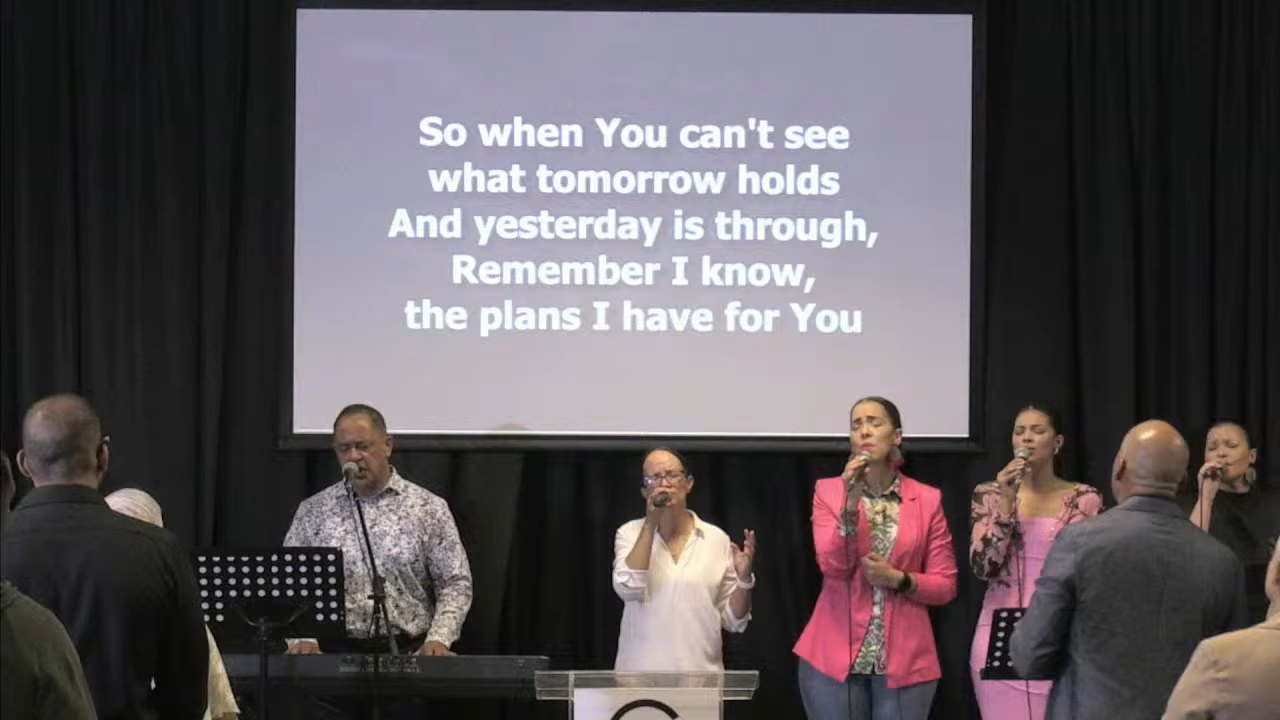 So when You can't see
what tomorrow holds
And yesterday is through,
Remember I know,
the plans I have for You